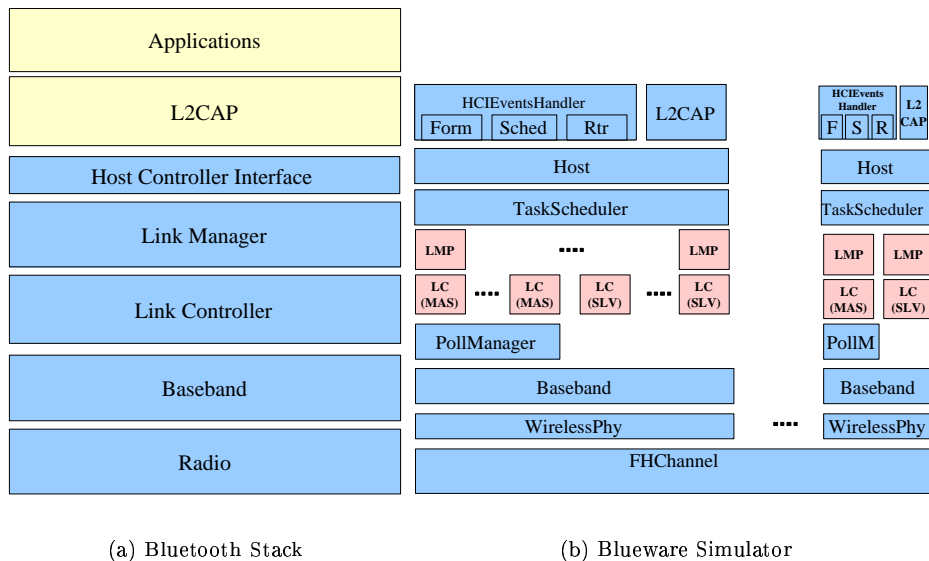 Applications
L2CAP
Host Controller Interface
Link Manager
Link Controller
Baseband
Radio
(a) Bluetooth Stack
HCIEventsHandler
Form Sched Rtr
L2CAP
Host
TaskScheduler
LMP .... LMP
LC (MAS) .... LC (MAS) LC (SLV) .... LC (SLV)
PollManager
Baseband
WirelessPhy
....
HCIEvents
Handler
F S R
L2
CAP
Host
TaskScheduler
LMP LMP
LC (MAS) LC (SLV)
PollM
Baseband
WirelessPhy
FHChannel
(b) Blueware Simulator